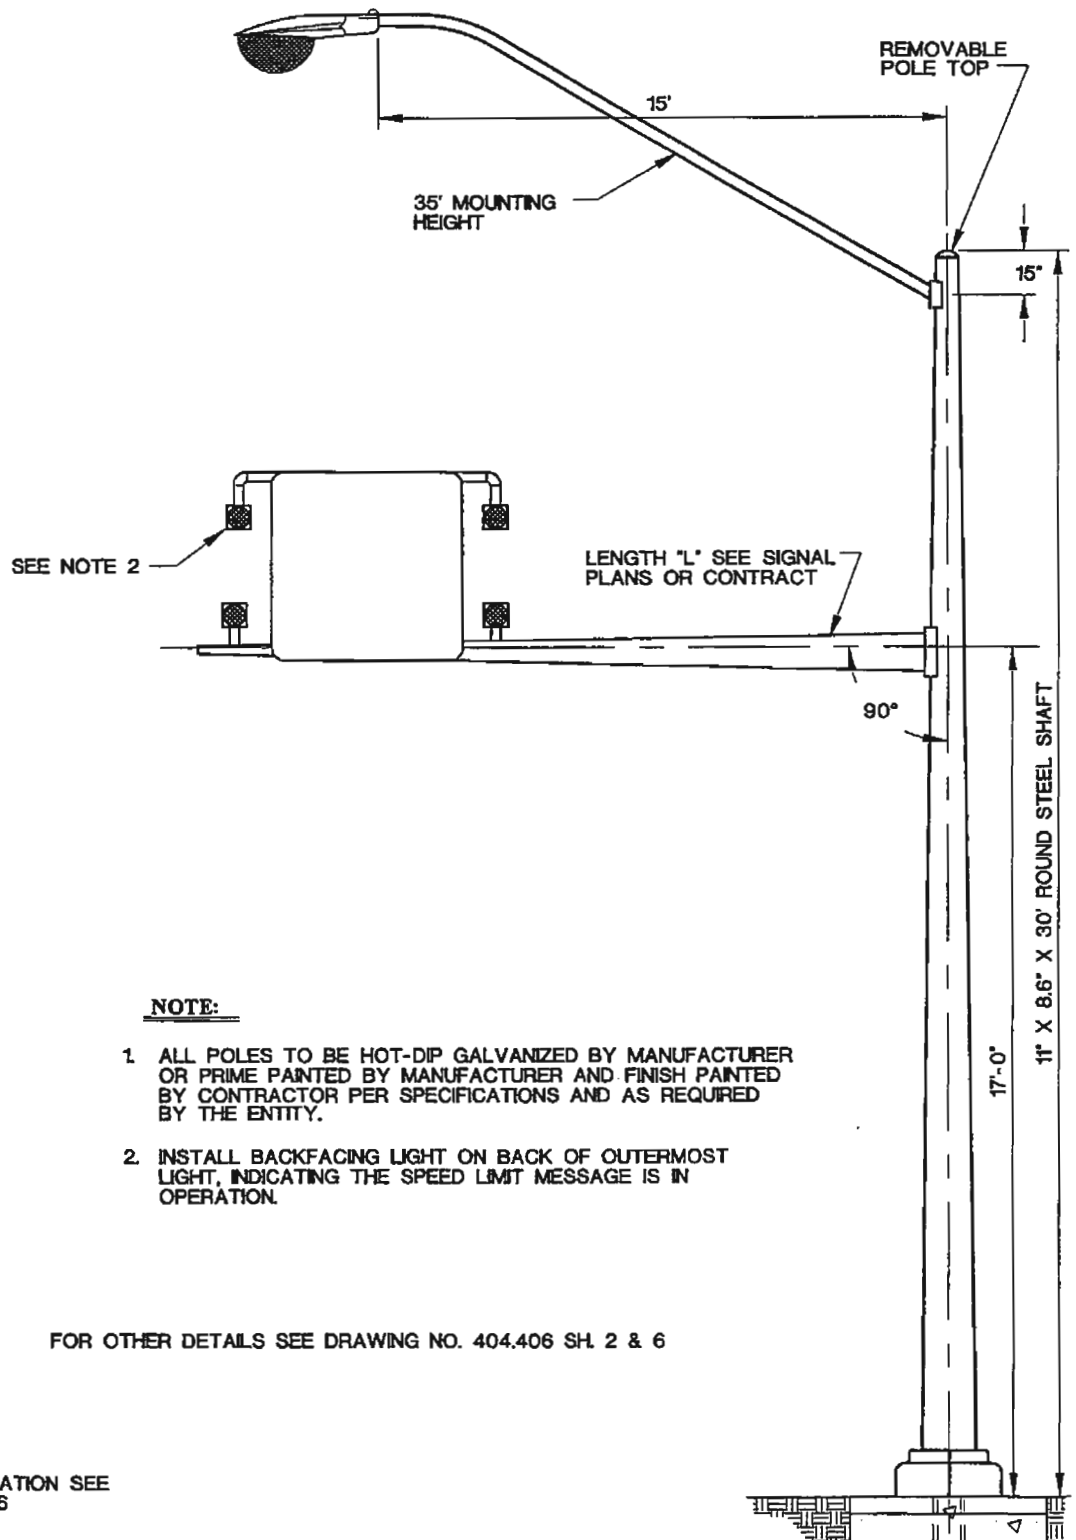 REMOVABLE
POLE TOP
15'
35' MOUNTING
HEIGHT
15"
SEE NOTE 2
LENGTH "L" SEE SIGNAL
PLANS OR CONTRACT
90°
11" X 8.6" X 30' ROUND STEEL SHAFT
17'-0"
NOTE:
1. ALL POLES TO BE HOT-DIP GALVANIZED BY MANUFACTURER
OR PRIME PAINTED BY MANUFACTURER AND FINISH PAINTED
BY CONTRACTOR PER SPECIFICATIONS AND AS REQUIRED
BY THE ENTITY.
2. INSTALL BACKFACING LIGHT ON BACK OF OUTERMOST
LIGHT, INDICATING THE SPEED LIMIT MESSAGE IS IN
OPERATION.
FOR OTHER DETAILS SEE DRAWING NO. 404.406 SH. 2 & 6
ATION SEE
6